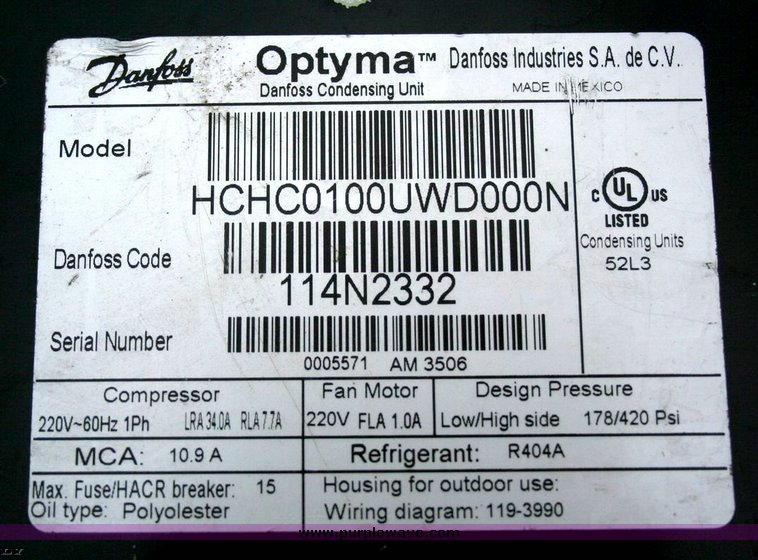 Danfoss Optyma™ Danfoss Industries S.A. de C.V.
Danfoss Condensing Unit MADE IN MEXICO
Model
HCHC0100UWD000N
C UL US
LISTED
Condensing Units
52L3
Danfoss Code
114N2332
Serial Number
0005571 AM 3506
Compressor Fan Motor Design Pressure
220V~60Hz 1Ph LRA 34.0A RLA 7.7A 220V FLA 1.0A Low/High side 178/420 Psi
MCA: 10.9 A Refrigerant: R404A
Max. Fuse/HACR breaker: 15 Housing for outdoor use:
Oil type: Polyolester Wiring diagram: 119-3990
www.purplewave.com